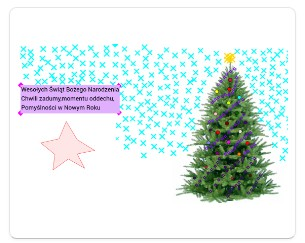 Wesołych Świąt Bożego Narodzenia
Chwili zadumy,momentu oddechu,
Pomyślności w Nowym Roku